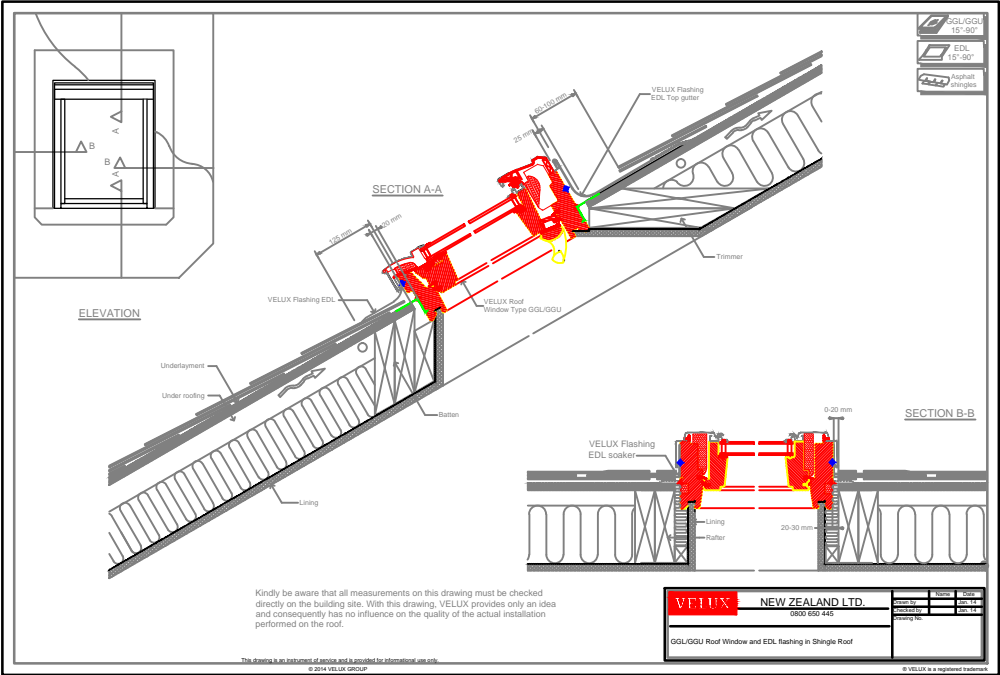 GGL/GGU
15°-90°
EDL
15°-90°
Asphalt
shingles
A
B
B
A
ELEVATION
SECTION A-A
60-100 mm
25 mm
VELUX Flashing
EDL Top gutter
Trimmer
20 mm
125 mm
VELUX Flashing EDL
VELUX Roof
Window Type GGL/GGU
Underlayment
Under roofing
Batten
Lining
SECTION B-B
0-20 mm
VELUX Flashing
EDL soaker
Lining
20-30 mm
Rafter
Kindly be aware that all measurements on this drawing must be checked
directly on the building site. With this drawing, VELUX provides only an idea
and consequently has no influence on the quality of the actual installation
performed on the roof.
VELUX
NEW ZEALAND LTD.
0800 650 445
GGL/GGU Roof Window and EDL flashing in Shingle Roof
Name Date
Drawn by Jan. 14
Checked by Jan. 14
Drawing No.
This drawing is an instrument of service and is provided for informational use only.
© 2014 VELUX GROUP
® VELUX is a registered trademark